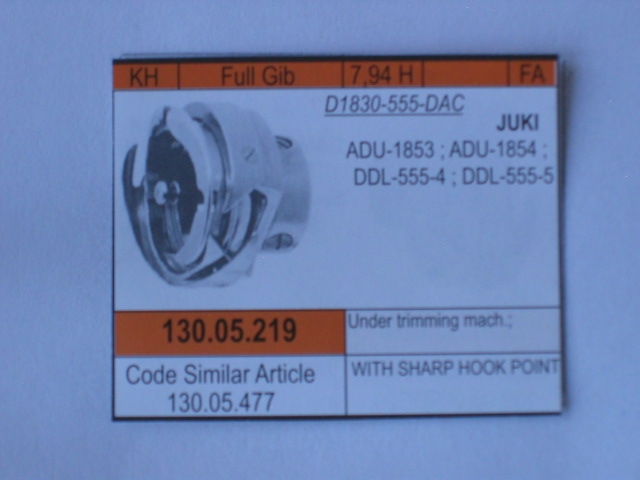 KH Full Gib 7,94 H FA
D1830-555-DAC
JUKI
ADU-1853 ; ADU-1854 ;
DDL-555-4 ; DDL-555-5
130.05.219
Under trimming mach.;
Code Similar Article
130.05.477
WITH SHARP HOOK POINT